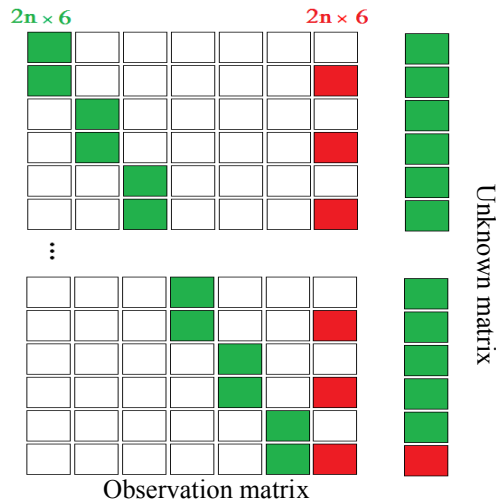 2n × 6
2n × 6
...
Unknown matrix
Observation matrix